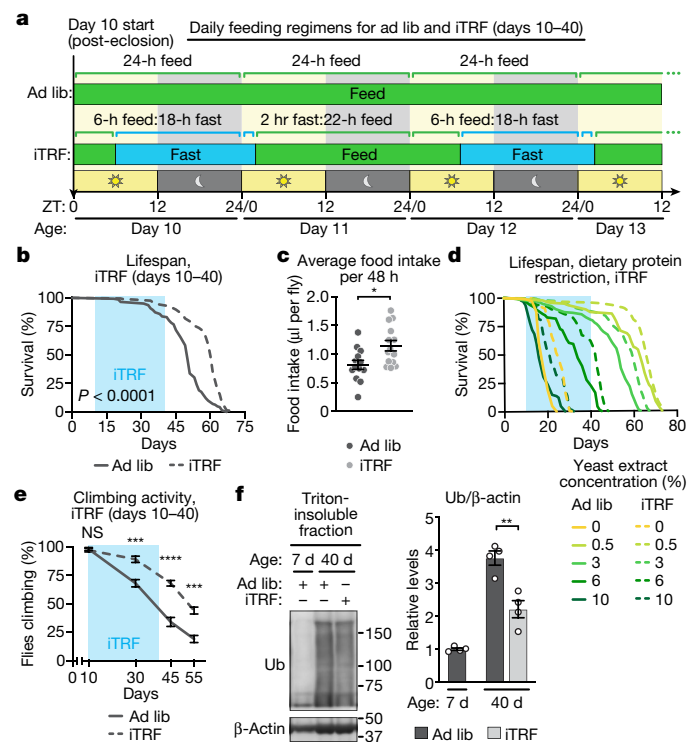 a
Day 10 start
(post-eclosion)
Daily feeding regimens for ad lib and iTRF (days 10–40)
24-h feed 24-h feed 24-h feed
Ad lib: Feed
6-h feed:18-h fast 2 hr fast:22-h feed 6-h feed:18-h fast
iTRF: Fast Feed Fast
ZT: 0 12 24/0 12 24/0 12 24/0 12
Age: Day 10 Day 11 Day 12 Day 13
b
Lifespan,
iTRF (days 10–40)
Survival (%)
100
75
50
25
0
iTRF
P < 0.0001
0 15 30 45 60 75
Days
Ad lib iTRF
c
Average food intake
per 48 h
Food intake (µl per fly)
2.0
1.5
1.0
0.5
0
*
Ad lib
iTRF
d
Lifespan, dietary protein
restriction, iTRF
Survival (%)
100
75
50
25
0
0 20 40 60 80
Days
Yeast extract
concentration (%)
Ad lib iTRF
0 0
0.5 0.5
3 3
6 6
10 10
e
Climbing activity,
iTRF (days 10–40)
Flies climbing (%)
100
75
50
25
0
NS
***
****
***
iTRF
0 10 30 45 55
Days
Ad lib
iTRF
f
Triton-
insoluble
fraction
Age: 7 d 40 d
Ad lib: + + –
iTRF: – – +
Ub
150
100
75
β-Actin
50
37
Ub/β-actin
Relative levels
5
4
3
2
1
0
**
Age: 7 d 40 d
Ad lib iTRF